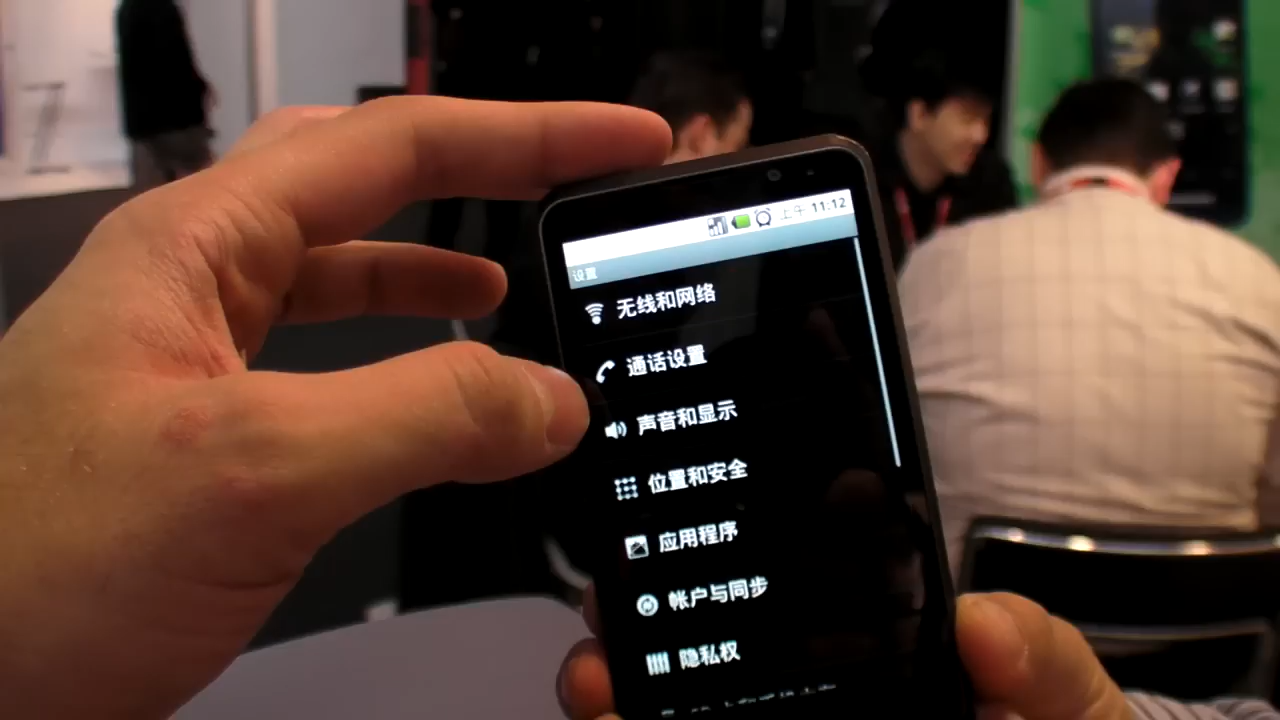 上午 11:12
设置
无线和网络
通话设置
声音和显示
位置和安全
应用程序
帐户与同步
隐私权